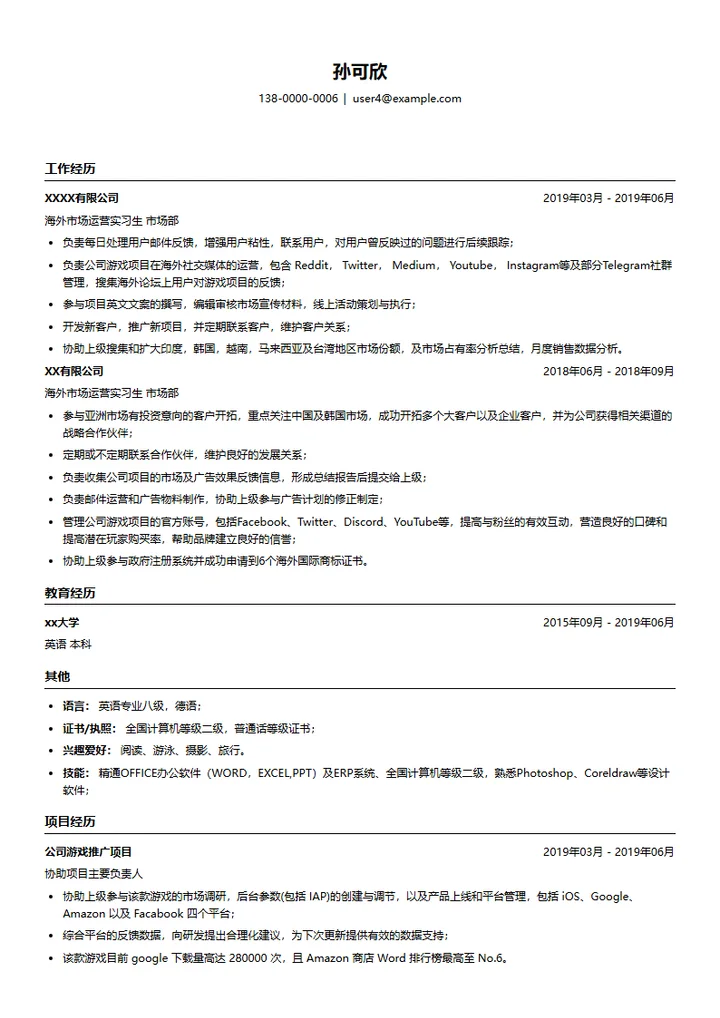 孙可欣
138-0000-0006 | user4@example.com
工作经历
XXXX有限公司 2019年03月 - 2019年06月
海外市场运营实习生 市场部
• 负责每日处理用户邮件反馈，增强用户粘性，联系用户，对用户曾反映过的问题进行后续跟踪；
• 负责公司游戏项目在海外社交媒体的运营，包含 Reddit， Twitter， Medium， Youtube， Instagram等及部分Telegram社群
管理，搜集海外论坛上用户对游戏项目的反馈；
• 参与项目英文文案的撰写，编辑审核市场宣传材料，线上活动策划与执行；
• 开发新客户，推广新项目，并定期联系客户，维护客户关系；
• 协助上级搜集和扩大印度，韩国，越南，马来西亚及台湾地区市场份额，及市场占有率分析总结，月度销售数据分析。
XX有限公司 2018年06月 - 2018年09月
海外市场运营实习生 市场部
• 参与亚洲市场有投资意向的客户开拓，重点关注中国及韩国市场，成功开拓多个大客户以及企业客户，并为公司获得相关渠道的
战略合作伙伴；
• 定期或不定期联系合作伙伴，维护良好的发展关系；
• 负责收集公司项目的市场及广告效果反馈信息，形成总结报告后提交给上级；
• 负责邮件运营和广告物料制作，协助上级参与广告计划的修正制定；
• 管理公司游戏项目的官方账号，包括Facebook、Twitter、Discord、YouTube等，提高与粉丝的有效互动，营造良好的口碑和
提高潜在玩家购买率，帮助品牌建立良好的信誉；
• 协助上级参与政府注册系统并成功申请到6个海外国际商标证书。
教育经历
xx大学 2015年09月 - 2019年06月
英语 本科
其他
• 语言： 英语专业八级，德语；
• 证书/执照： 全国计算机等级二级，普通话等级证书；
• 兴趣爱好： 阅读、游泳、摄影、旅行。
• 技能： 精通OFFICE办公软件（WORD，EXCEL,PPT）及ERP系统、全国计算机等级二级，熟悉Photoshop、Coreldraw等设计
软件；
项目经历
公司游戏推广项目 2019年03月 - 2019年06月
协助项目主要负责人
• 协助上级参与该款游戏的市场调研，后台参数(包括 IAP)的创建与调节，以及产品上线和平台管理，包括 iOS、Google、
Amazon 以及 Facabook 四个平台；
• 综合平台的反馈数据，向研发提出合理化建议，为下次更新提供有效的数据支持；
• 该款游戏目前 google 下载量高达 280000 次，且 Amazon 商店 Word 排行榜最高至 No.6。